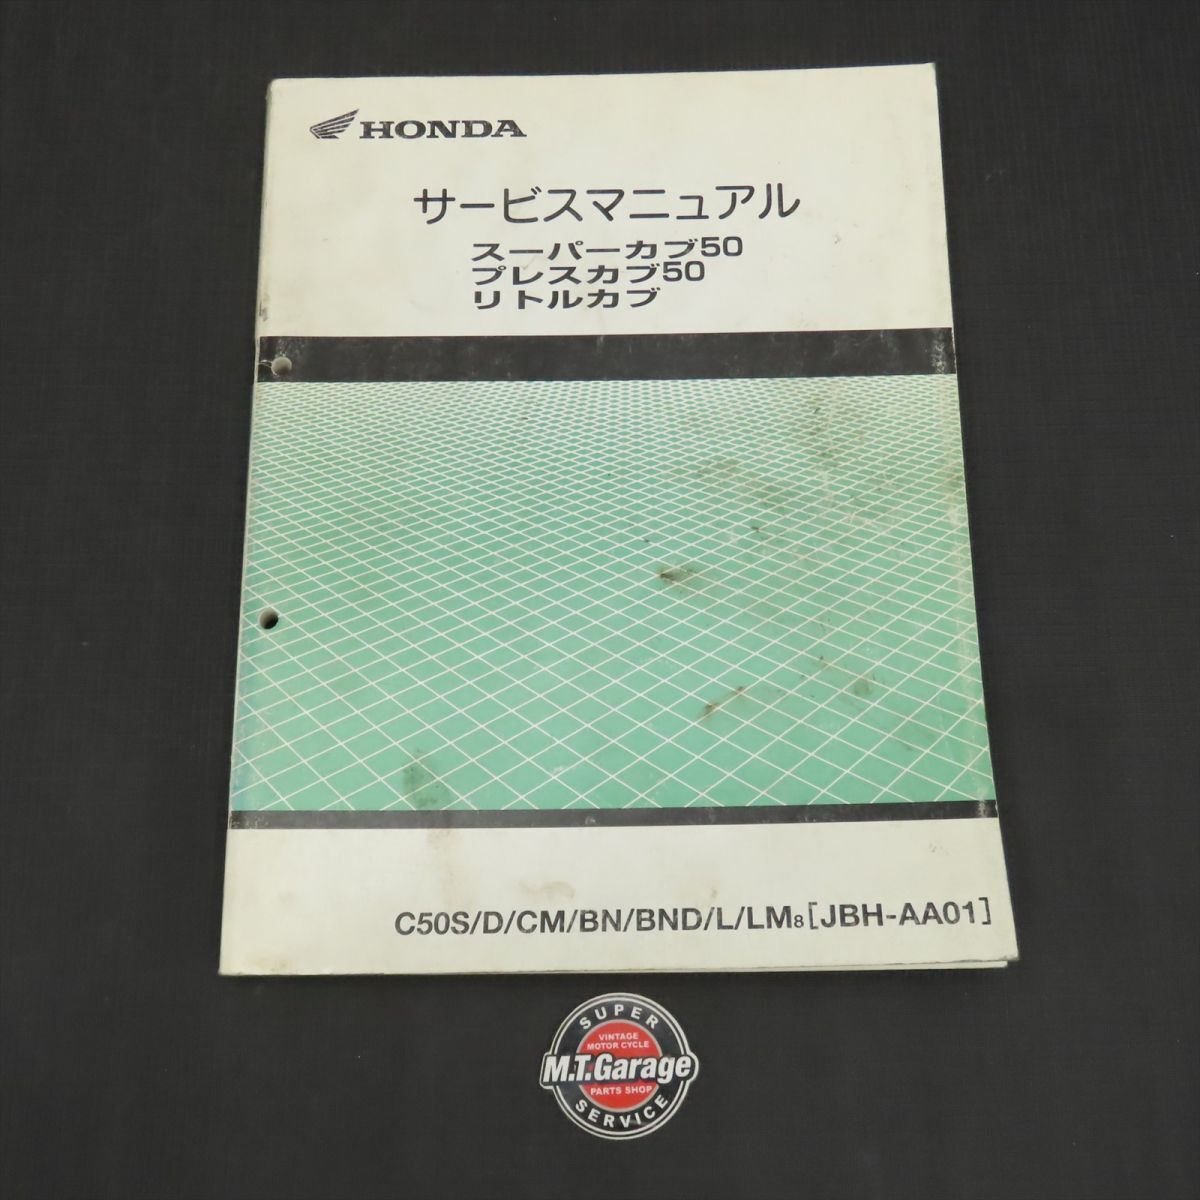 HONDA
サービスマニュアル
スーパーカブ50
プレスカブ50
リトルカブ
C50S/D/CM/BN/BND/L/LM8[JBH-AA01]
SUPER
VINTAGE
MOTOR CYCLE
M.T.Garage
PARTS SHOP
SERVICE